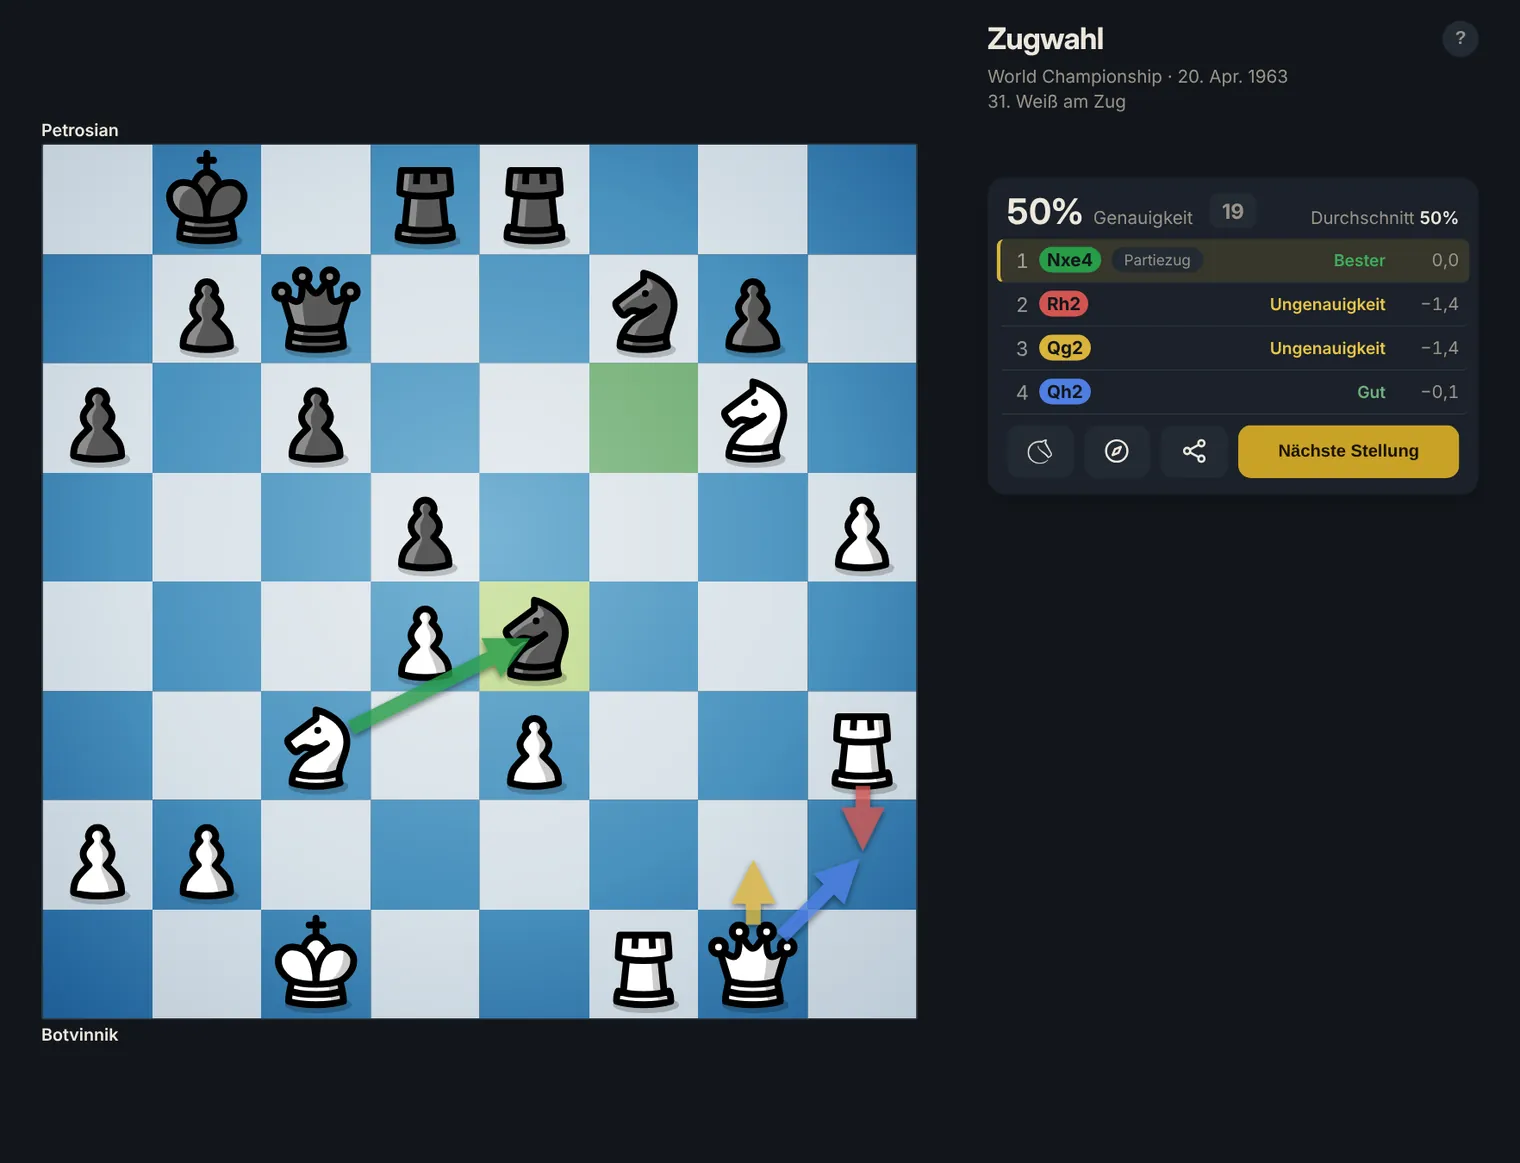 Zugwahl
?
World Championship · 20. Apr. 1963
31. Weiß am Zug
Petrosian
50% Genauigkeit 19 Durchschnitt 50%
1 Nxe4 Partiezug Bester 0,0
2 Rh2 Ungenauigkeit −1,4
3 Qg2 Ungenauigkeit −1,4
4 Qh2 Gut −0,1
Nächste Stellung
Botvinnik